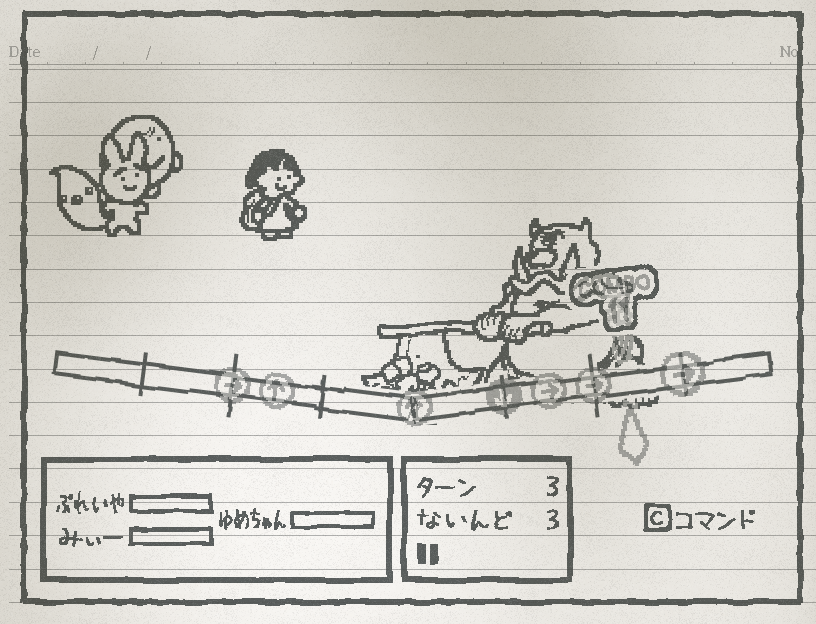 Date / / No
COMBO
11
ぷれいや
みぃー
ゆめちゃん
ターン 3
ないんど 3
C コマンド